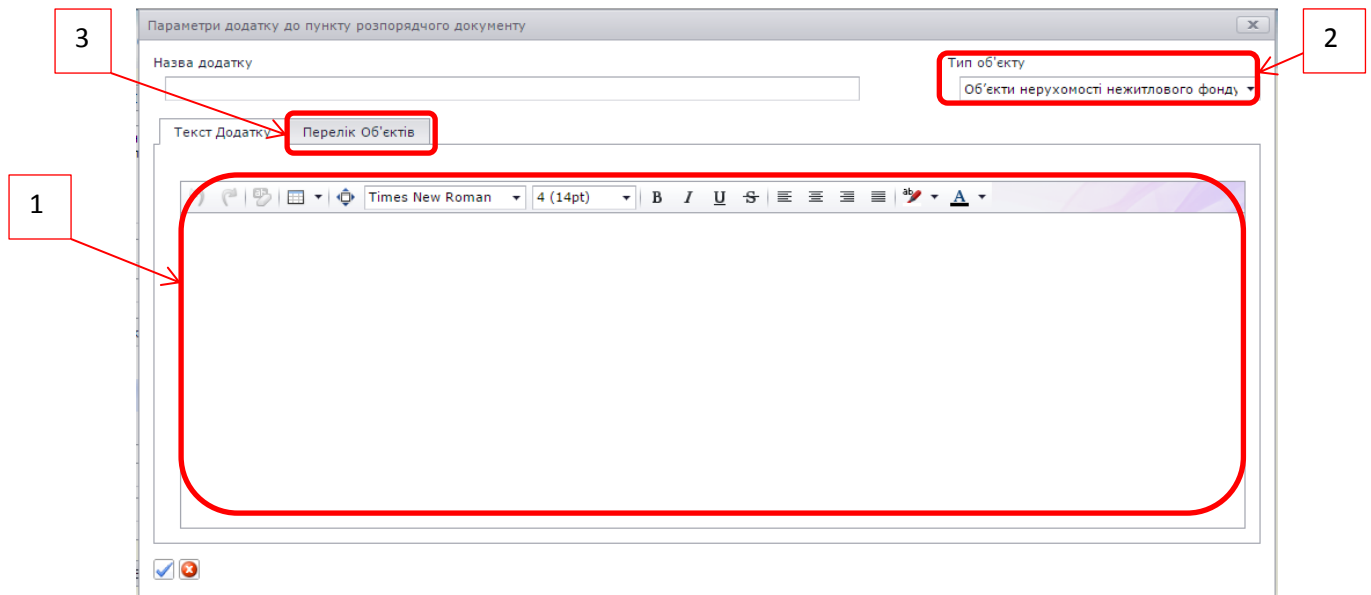 3
2
1
Параметри додатку до пункту розпорядчого документу
Назва додатку
Тип об'єкту
Об’єкти нерухомості нежитлового фонду
Текст Додатку
Перелік Об'єктів
Times New Roman
4 (14pt)
B I U S
ab A